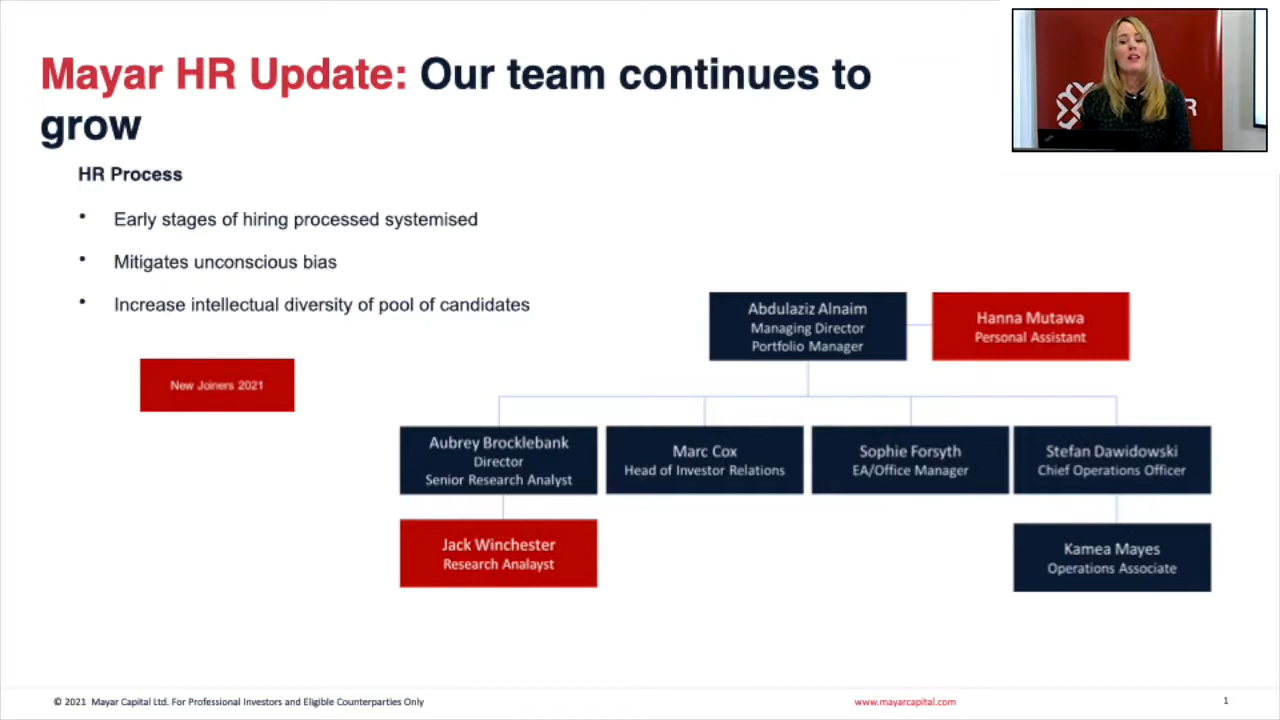 Mayar HR Update: Our team continues to
grow
HR Process
• Early stages of hiring processed systemised
• Mitigates unconscious bias
• Increase intellectual diversity of pool of candidates
New Joiners 2021
Abdulaziz Alnaim
Managing Director
Portfolio Manager
Hanna Mutawa
Personal Assistant
Aubrey Brocklebank
Director
Senior Research Analyst
Marc Cox
Head of Investor Relations
Sophie Forsyth
EA/Office Manager
Stefan Dawidowski
Chief Operations Officer
Jack Winchester
Research Analayst
Kamea Mayes
Operations Associate
© 2021 Mayar Capital Ltd. For Professional Investors and Eligible Counterparties Only
www.mayarcapital.com
1